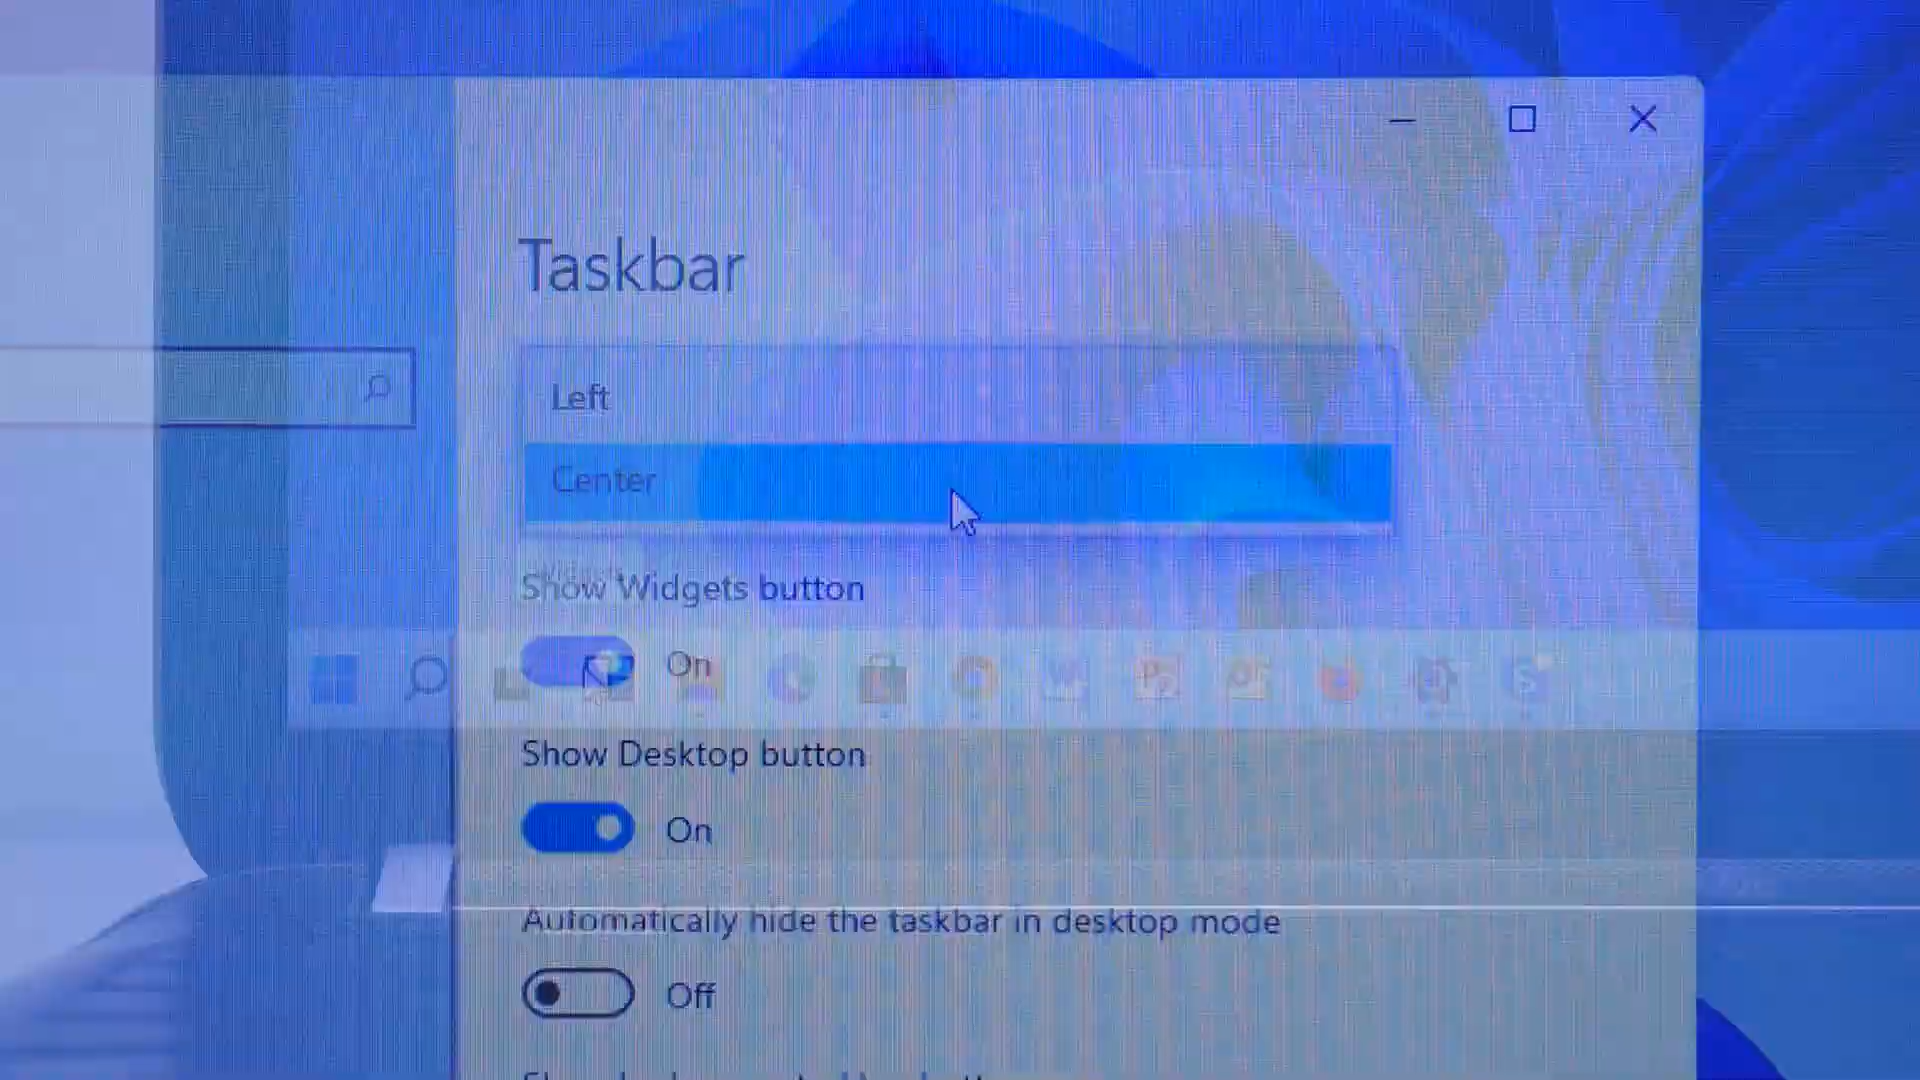 Taskbar
Left
Center
Show Widgets button
On
Show Desktop button
On
Automatically hide the taskbar in desktop mode
Off